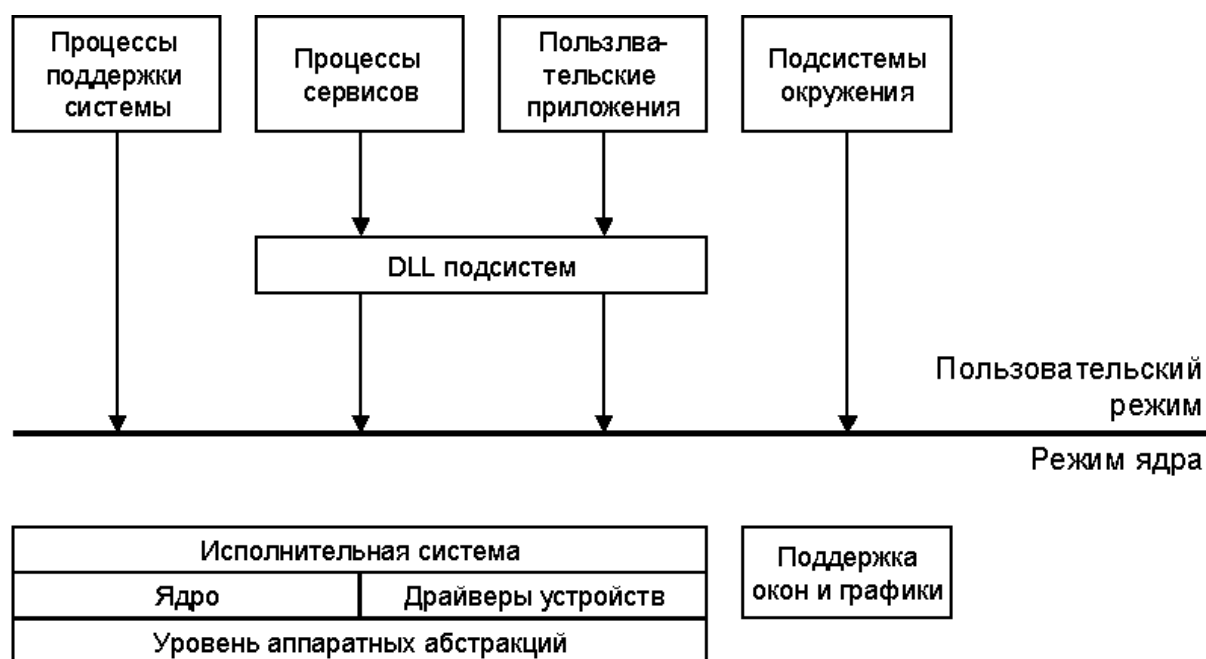 Процессы
поддержки
системы
Процессы
сервисов
Пользлва-
тельские
приложения
Подсистемы
окружения
DLL подсистем
Пользовательский
режим
Режим ядра
Исполнительная система
Ядро
Драйверы устройств
Уровень аппаратных абстракций
Поддержка
окон и графики